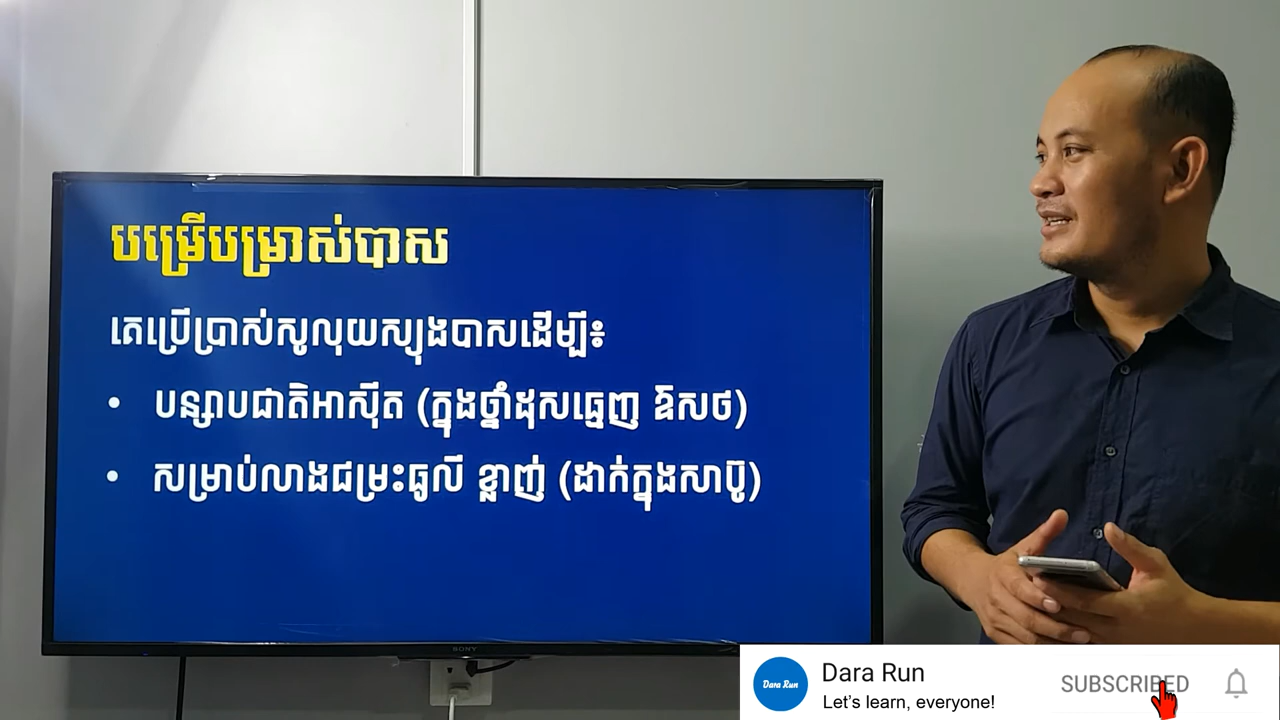 បម្រើបម្រាស់បាស
គេប្រើប្រាស់សូលុយស្យុងបាសដើម្បី៖
• បន្សាបជាតិអាស៊ីត (ក្នុងថ្នាំដុសធ្មេញ ឱសថ)
• សម្រាប់លាងជម្រះធូលី ខ្លាញ់ (ដាក់ក្នុងសាប៊ូ)
SONY
Dara Run
Dara Run
Let's learn, everyone!
SUBSCRIBED